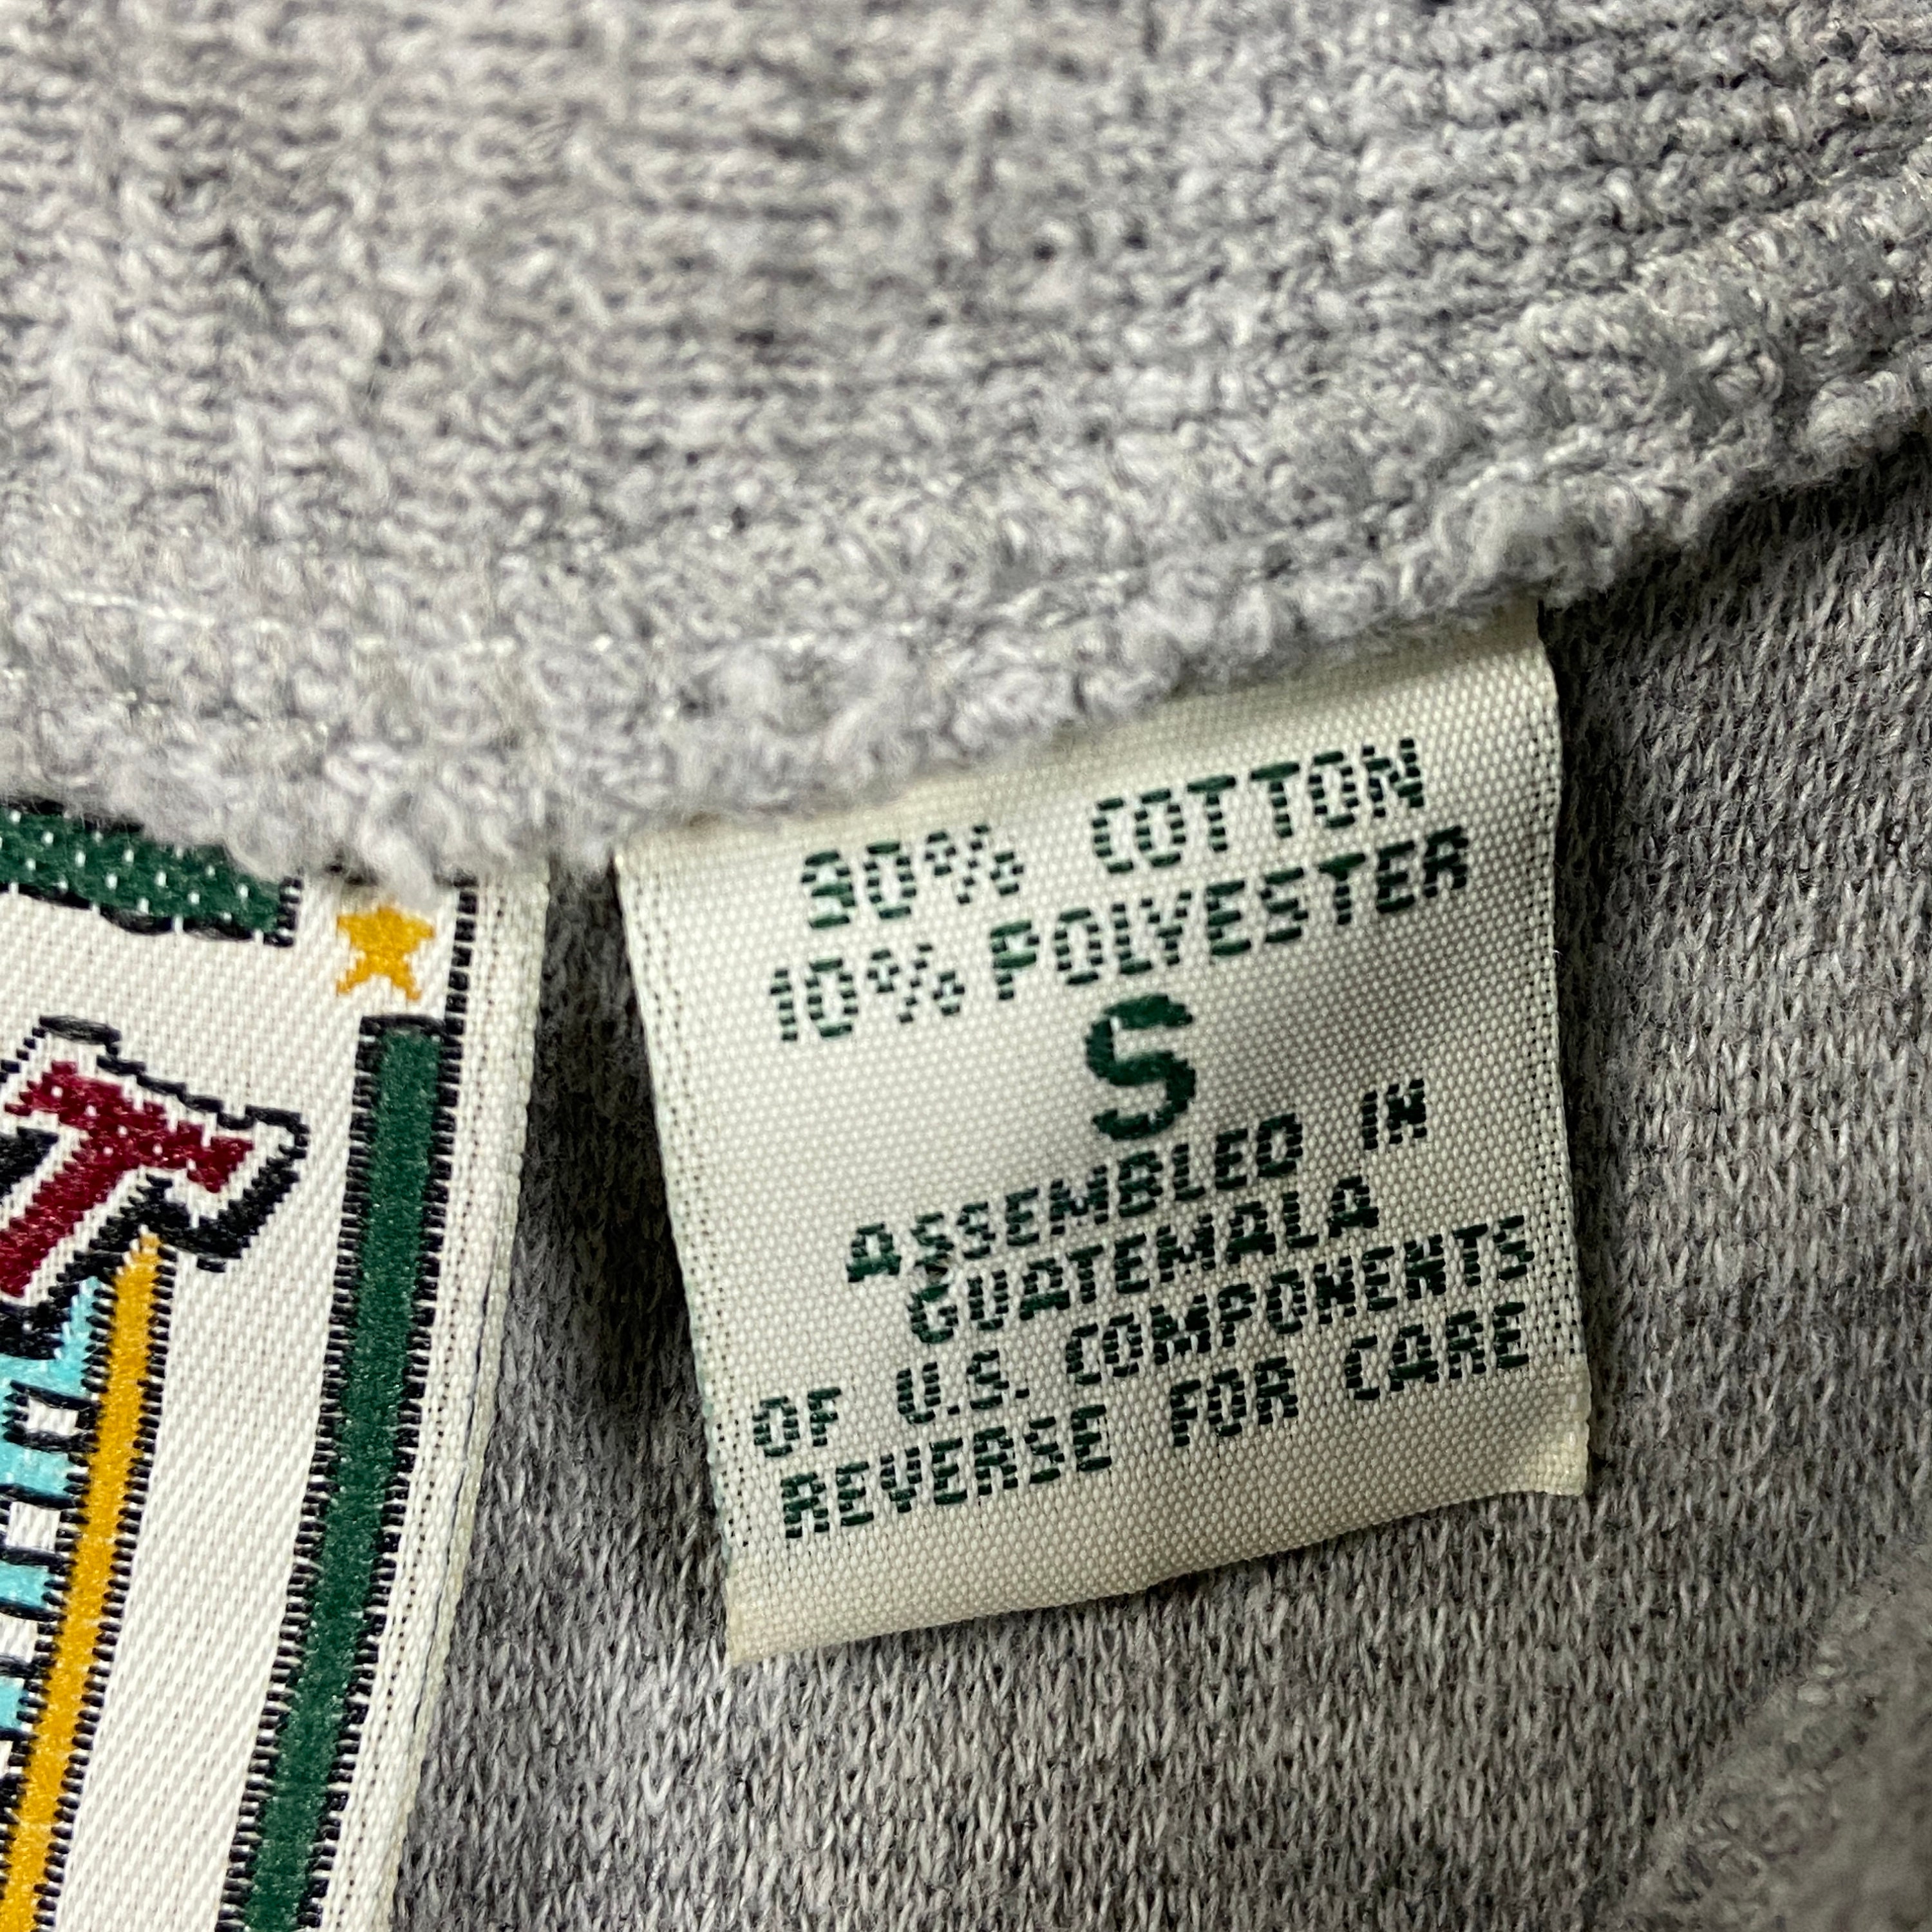 90% COTTON
10% POLYESTER
S
ASSEMBLED IN
GUATEMALA
OF U.S. COMPONENTS
REVERSE FOR CARE
T